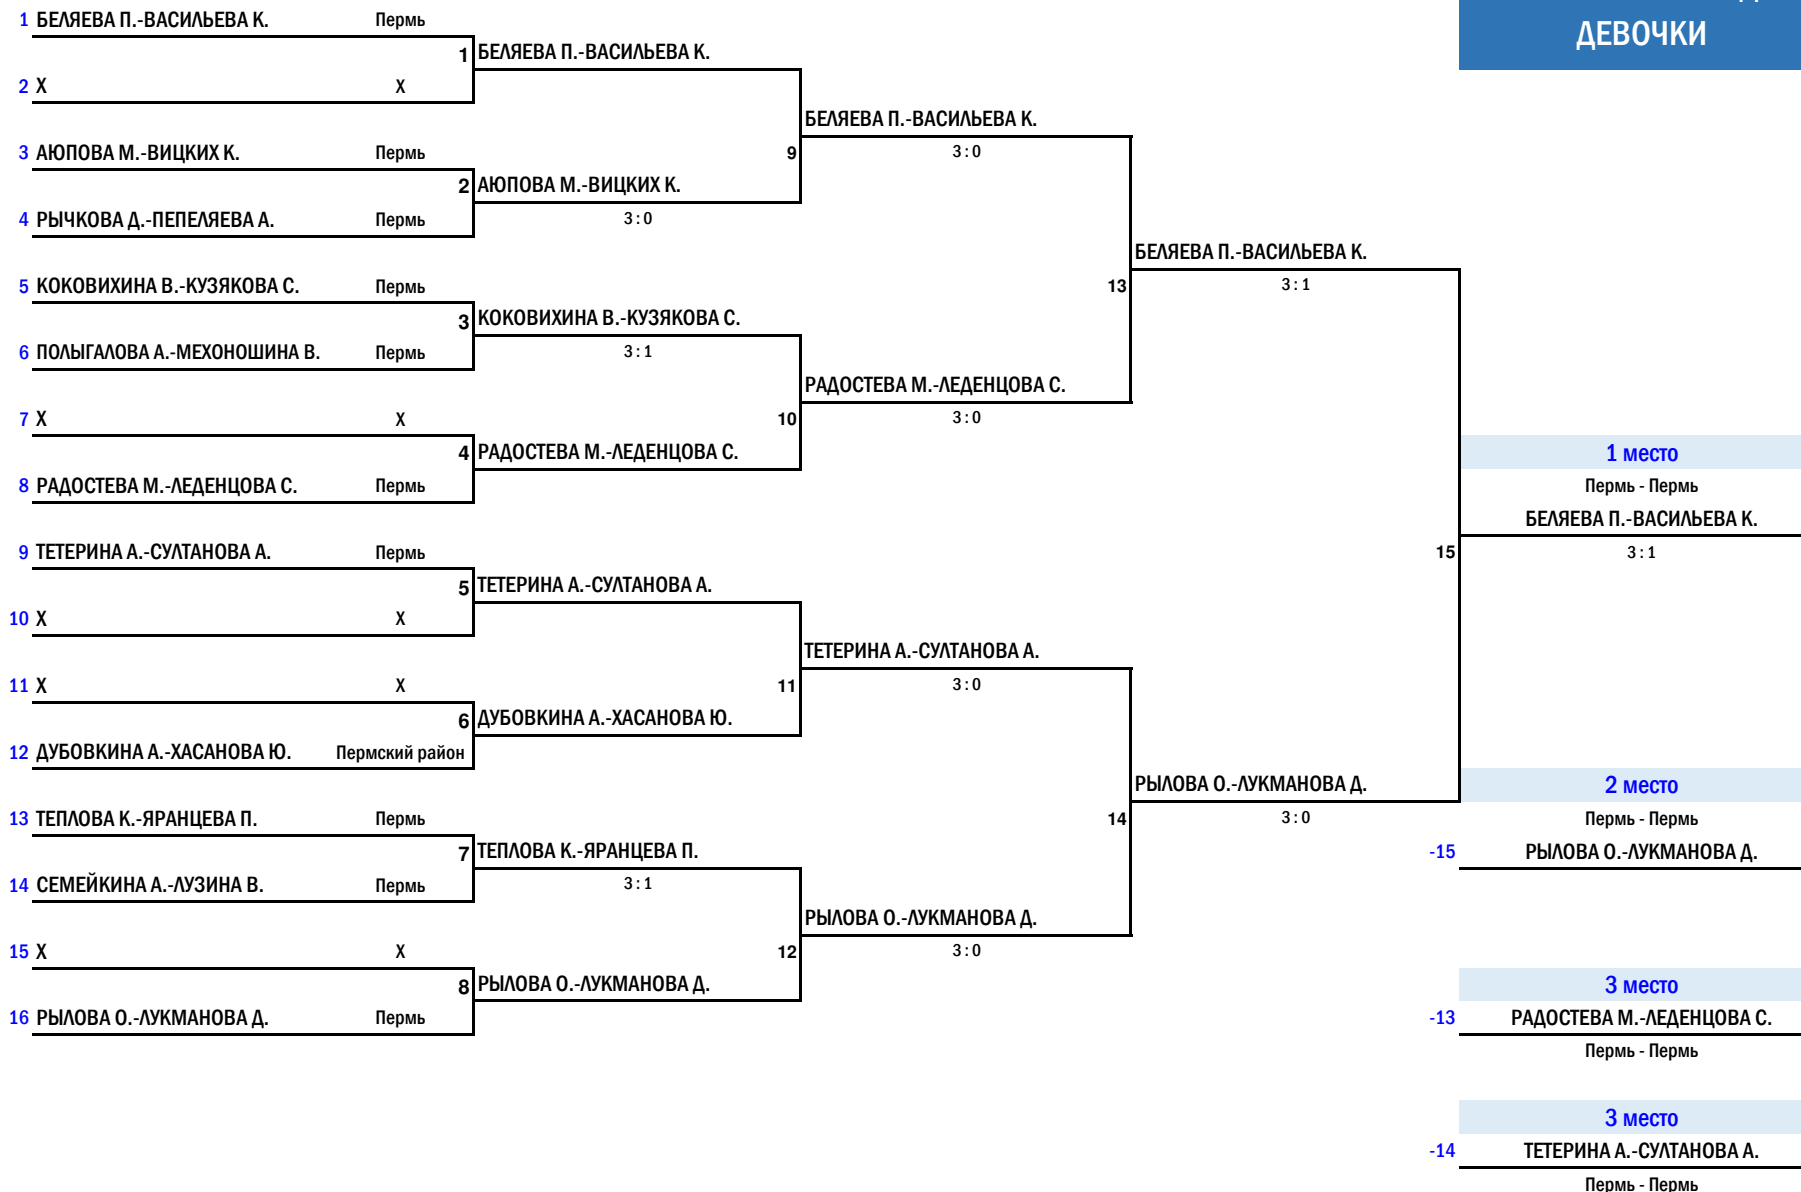 ДЕВОЧКИ
1 БЕЛЯЕВА П.-ВАСИЛЬЕВА К. Пермь
1 БЕЛЯЕВА П.-ВАСИЛЬЕВА К.
2 X X
БЕЛЯЕВА П.-ВАСИЛЬЕВА К.
3 АЮПОВА М.-ВИЦКИХ К. Пермь 9 3 : 0
2 АЮПОВА М.-ВИЦКИХ К.
4 РЫЧКОВА Д.-ПЕПЕЛЯЕВА А. Пермь 3 : 0
БЕЛЯЕВА П.-ВАСИЛЬЕВА К.
5 КОКОВИХИНА В.-КУЗЯКОВА С. Пермь 13 3 : 1
3 КОКОВИХИНА В.-КУЗЯКОВА С.
6 ПОЛЫГАЛОВА А.-МЕХОНОШИНА В. Пермь 3 : 1
РАДОСТЕВА М.-ЛЕДЕНЦОВА С.
7 X X 10 3 : 0
4 РАДОСТЕВА М.-ЛЕДЕНЦОВА С. 1 место
8 РАДОСТЕВА М.-ЛЕДЕНЦОВА С. Пермь Пермь - Пермь
БЕЛЯЕВА П.-ВАСИЛЬЕВА К.
9 ТЕТЕРИНА А.-СУЛТАНОВА А. Пермь 15 3 : 1
5 ТЕТЕРИНА А.-СУЛТАНОВА А.
10 X X
ТЕТЕРИНА А.-СУЛТАНОВА А.
11 X X 11 3 : 0
6 ДУБОВКИНА А.-ХАСАНОВА Ю.
12 ДУБОВКИНА А.-ХАСАНОВА Ю. Пермский район
РЫЛОВА О.-ЛУКМАНОВА Д. 2 место
13 ТЕПЛОВА К.-ЯРАНЦЕВА П. Пермь 14 3 : 0 Пермь - Пермь
7 ТЕПЛОВА К.-ЯРАНЦЕВА П. -15 РЫЛОВА О.-ЛУКМАНОВА Д.
14 СЕМЕЙКИНА А.-ЛУЗИНА В. Пермь 3 : 1
РЫЛОВА О.-ЛУКМАНОВА Д.
15 X X 12 3 : 0
8 РЫЛОВА О.-ЛУКМАНОВА Д. 3 место
16 РЫЛОВА О.-ЛУКМАНОВА Д. Пермь -13 РАДОСТЕВА М.-ЛЕДЕНЦОВА С.
Пермь - Пермь
3 место
-14 ТЕТЕРИНА А.-СУЛТАНОВА А.
Пермь - Пермь